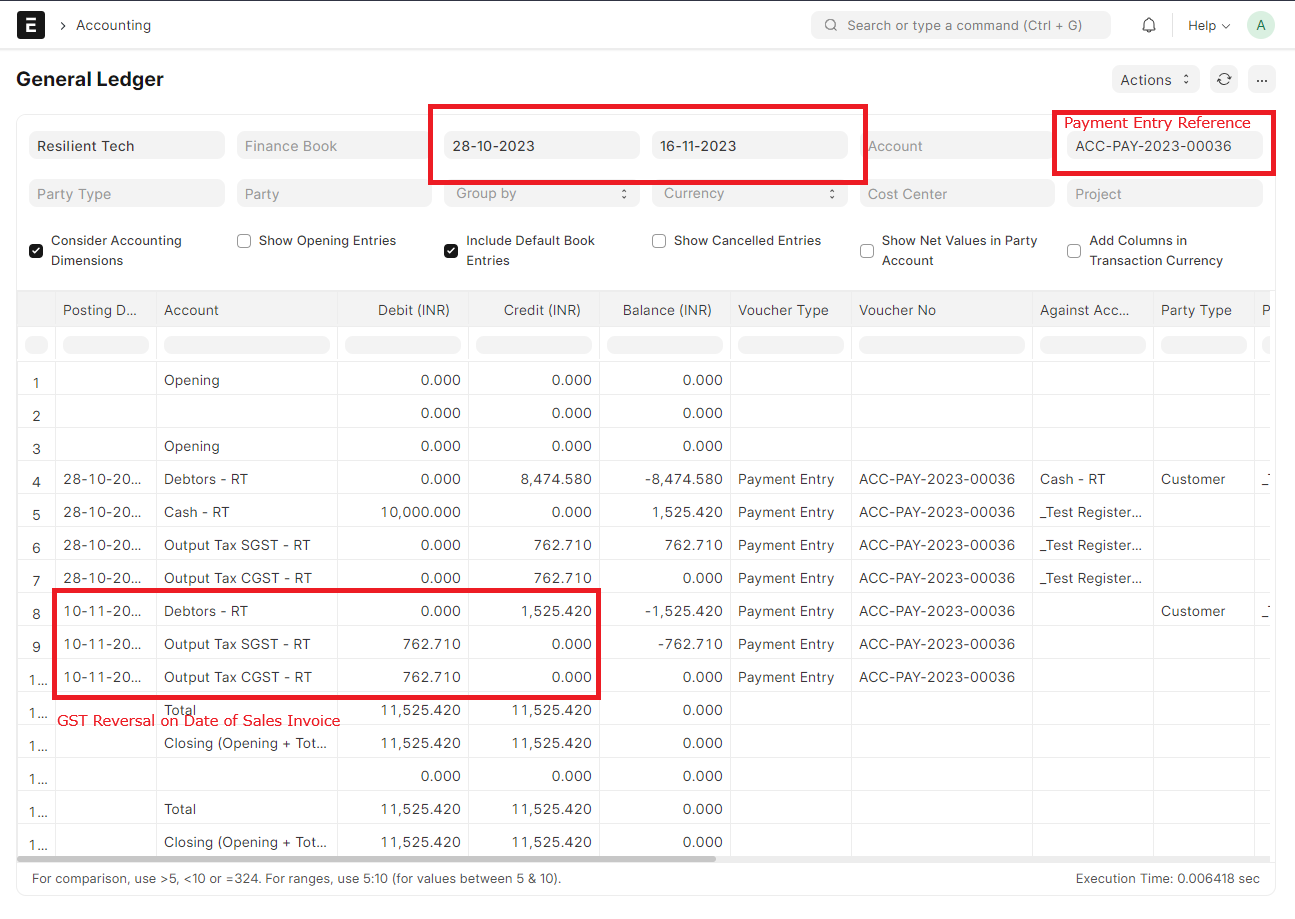 E > Accounting Search or type a command (Ctrl + G) Help A
General Ledger Actions ...
Payment Entry Reference
Resilient Tech Finance Book 28-10-2023 16-11-2023 Account ACC-PAY-2023-00036
Party Type Party Group by Currency Cost Center Project
Consider Accounting Dimensions
Show Opening Entries
Include Default Book Entries
Show Cancelled Entries
Show Net Values in Party Account
Add Columns in Transaction Currency
Posting D... Account Debit (INR) Credit (INR) Balance (INR) Voucher Type Voucher No Against Acc... Party Type P
1 Opening 0.000 0.000 0.000
2 0.000 0.000 0.000
3 Opening 0.000 0.000 0.000
4 28-10-20... Debtors - RT 0.000 8,474.580 -8,474.580 Payment Entry ACC-PAY-2023-00036 Cash - RT Customer
5 28-10-20... Cash - RT 10,000.000 0.000 1,525.420 Payment Entry ACC-PAY-2023-00036 _Test Register...
6 28-10-20... Output Tax SGST - RT 0.000 762.710 762.710 Payment Entry ACC-PAY-2023-00036 _Test Register...
7 28-10-20... Output Tax CGST - RT 0.000 762.710 0.000 Payment Entry ACC-PAY-2023-00036 _Test Register...
8 10-11-20... Debtors - RT 0.000 1,525.420 -1,525.420 Payment Entry ACC-PAY-2023-00036 Customer
9 10-11-20... Output Tax SGST - RT 762.710 0.000 -762.710 Payment Entry ACC-PAY-2023-00036
1... 10-11-20... Output Tax CGST - RT 762.710 0.000 0.000 Payment Entry ACC-PAY-2023-00036
1... Total 11,525.420 11,525.420 0.000
GST Reversal on Date of Sales Invoice
1... Closing (Opening + Tot... 11,525.420 11,525.420 0.000
1... 0.000 0.000 0.000
1... Total 11,525.420 11,525.420 0.000
1... Closing (Opening + Tot... 11,525.420 11,525.420 0.000
For comparison, use >5, <10 or =324. For ranges, use 5:10 (for values between 5 & 10). Execution Time: 0.006418 sec